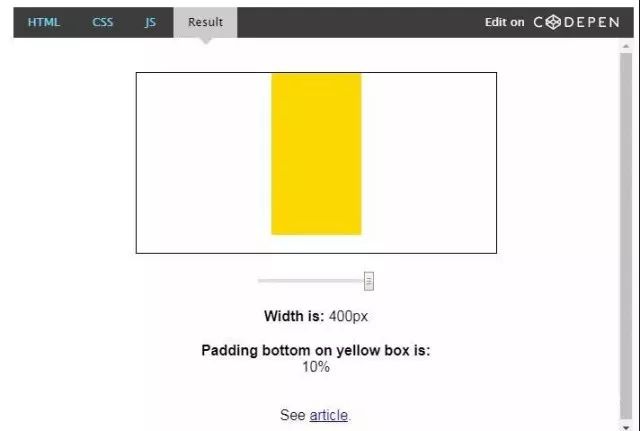 HTML CSS JS Result Edit on CODEPEN
Width is: 400px
Padding bottom on yellow box is:
10%
See article.